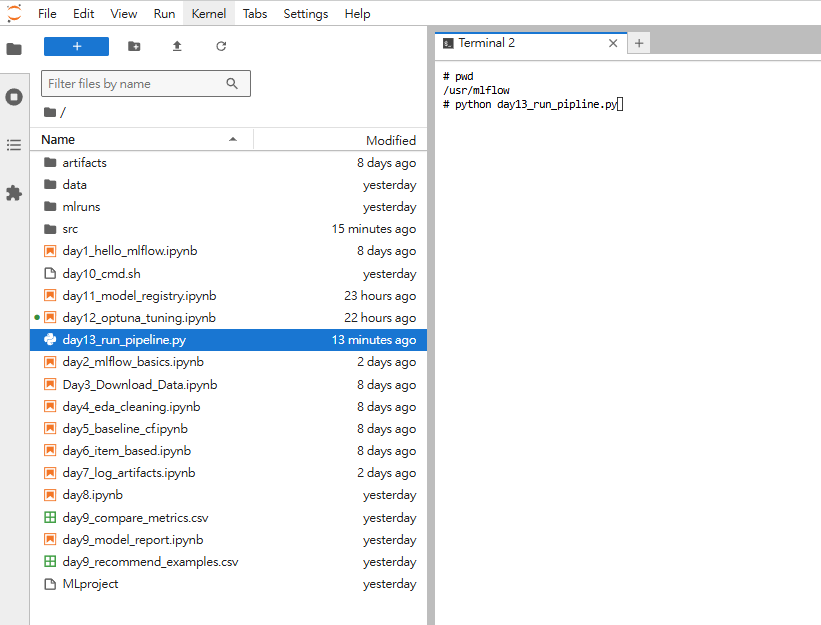 File Edit View Run Kernel Tabs Settings Help
Filter files by name
/
Name Modified
artifacts 8 days ago
data yesterday
mlruns yesterday
src 15 minutes ago
day1_hello_mlflow.ipynb 8 days ago
day10_cmd.sh yesterday
day11_model_registry.ipynb 23 hours ago
day12_optuna_tuning.ipynb 22 hours ago
day13_run_pipeline.py 13 minutes ago
day2_mlflow_basics.ipynb 2 days ago
Day3_Download_Data.ipynb 8 days ago
day4_eda_cleaning.ipynb 8 days ago
day5_baseline_cf.ipynb 8 days ago
day6_item_based.ipynb 8 days ago
day7_log_artifacts.ipynb 2 days ago
day8.ipynb yesterday
day9_compare_metrics.csv yesterday
day9_model_report.ipynb yesterday
day9_recommend_examples.csv yesterday
MLproject yesterday
Terminal 2
# pwd
/usr/mlflow
# python day13_run_pipline.py